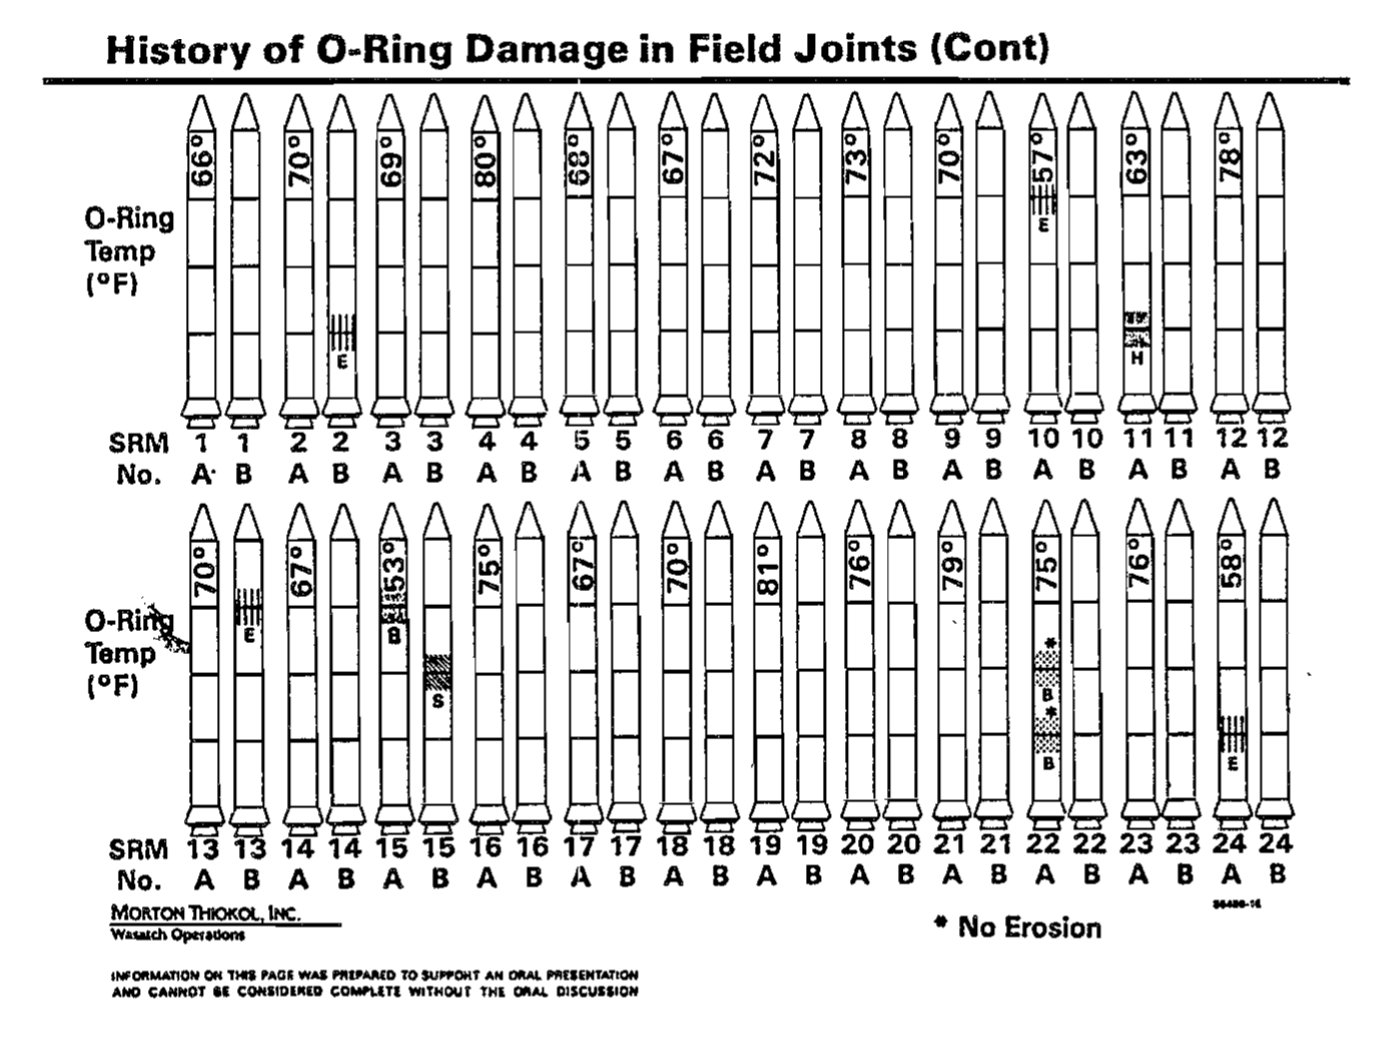 History of O-Ring Damage in Field Joints (Cont)
66° 70° 69° 80° 68° 67° 72° 73° 70° 57° 63° 78°
O-Ring
Temp
(°F)
E
E
H
SRM 1 1 2 2 3 3 4 4 5 5 6 6 7 7 8 8 9 9 10 10 11 11 12 12
No. A B A B A B A B A B A B A B A B A B A B A B A B
70° 67° 53° 75° 67° 70° 81° 76° 79° 75° 76° 58°
O-Ring
Temp
(°F)
E B
*
S B
*
B E
SRM 13 13 14 14 15 15 16 16 17 17 18 18 19 19 20 20 21 21 22 22 23 23 24 24
No. A B A B A B A B A B A B A B A B A B A B A B A B
MORTON THIOKOL, INC.
Wasatch Operations
* No Erosion
INFORMATION ON THIS PAGE WAS PREPARED TO SUPPORT AN ORAL PRESENTATION
AND CANNOT BE CONSIDERED COMPLETE WITHOUT THE ORAL DISCUSSION